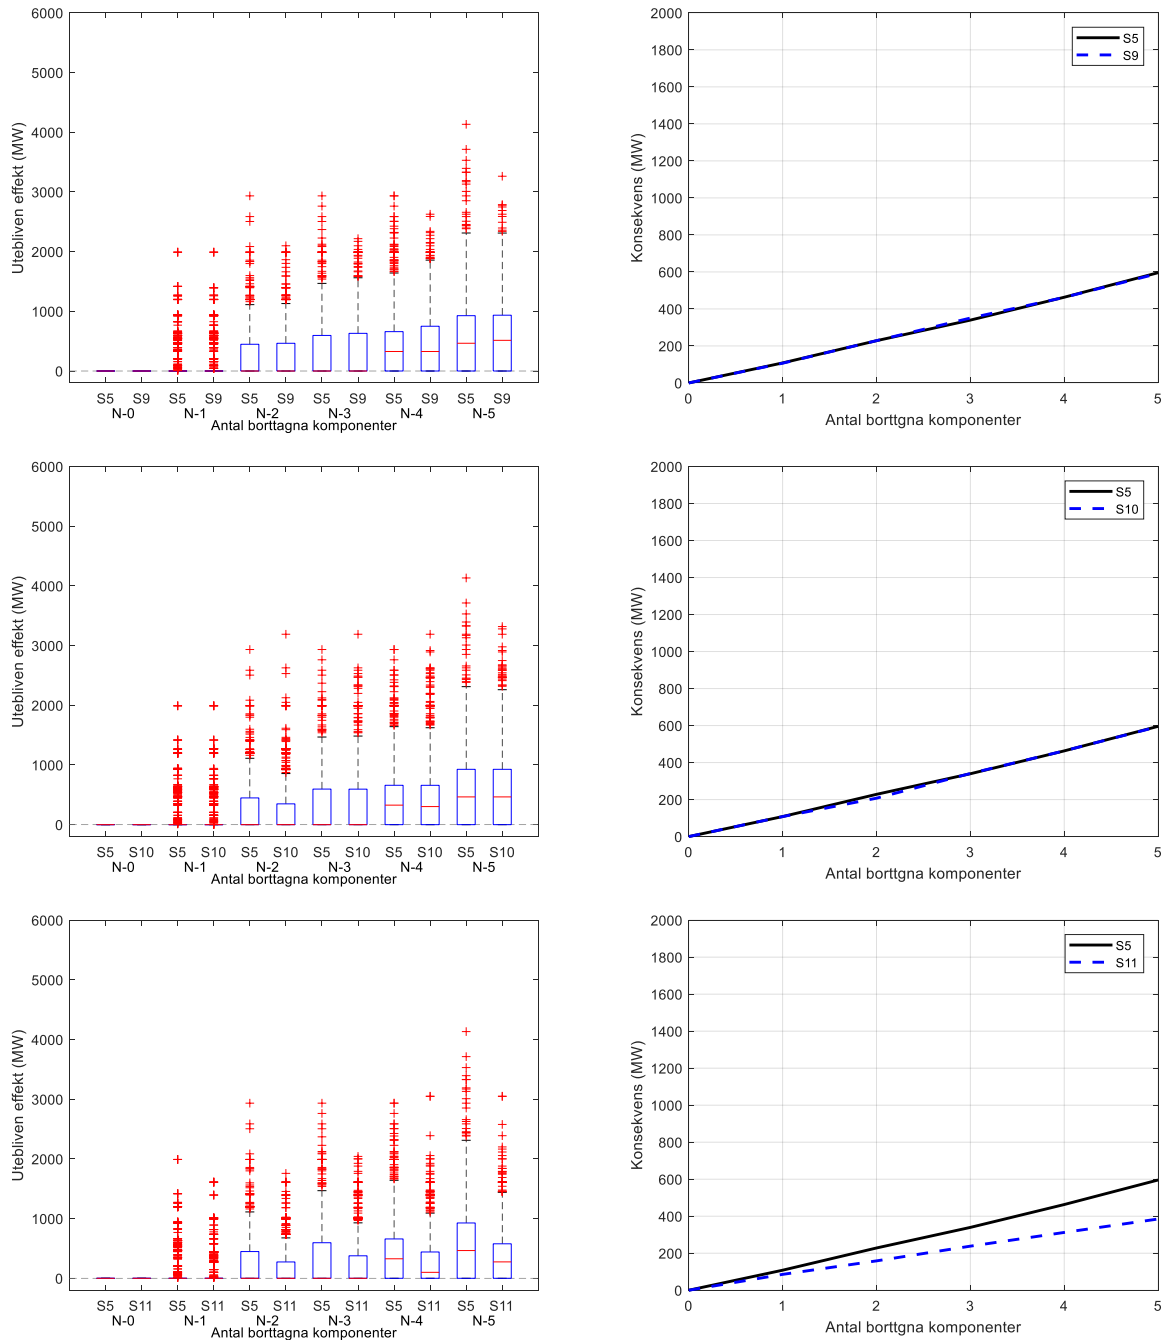 6000
5000
4000
3000
2000
1000
0
Utebliven effekt (MW)
S5 S9 S5 S9 S5 S9 S5 S9 S5 S9 S5 S9
N-0 N-1 N-2 N-3 N-4 N-5
Antal borttagna komponenter
2000
1800
1600
1400
1200
1000
800
600
400
200
0
Konsekvens (MW)
S5
S9
0 1 2 3 4 5
Antal borttgna komponenter
6000
5000
4000
3000
2000
1000
0
Utebliven effekt (MW)
S5 S10 S5 S10 S5 S10 S5 S10 S5 S10 S5 S10
N-0 N-1 N-2 N-3 N-4 N-5
Antal borttagna komponenter
2000
1800
1600
1400
1200
1000
800
600
400
200
0
Konsekvens (MW)
S5
S10
0 1 2 3 4 5
Antal borttgna komponenter
6000
5000
4000
3000
2000
1000
0
Utebliven effekt (MW)
S5 S11 S5 S11 S5 S11 S5 S11 S5 S11 S5 S11
N-0 N-1 N-2 N-3 N-4 N-5
Antal borttagna komponenter
2000
1800
1600
1400
1200
1000
800
600
400
200
0
Konsekvens (MW)
S5
S11
0 1 2 3 4 5
Antal borttgna komponenter